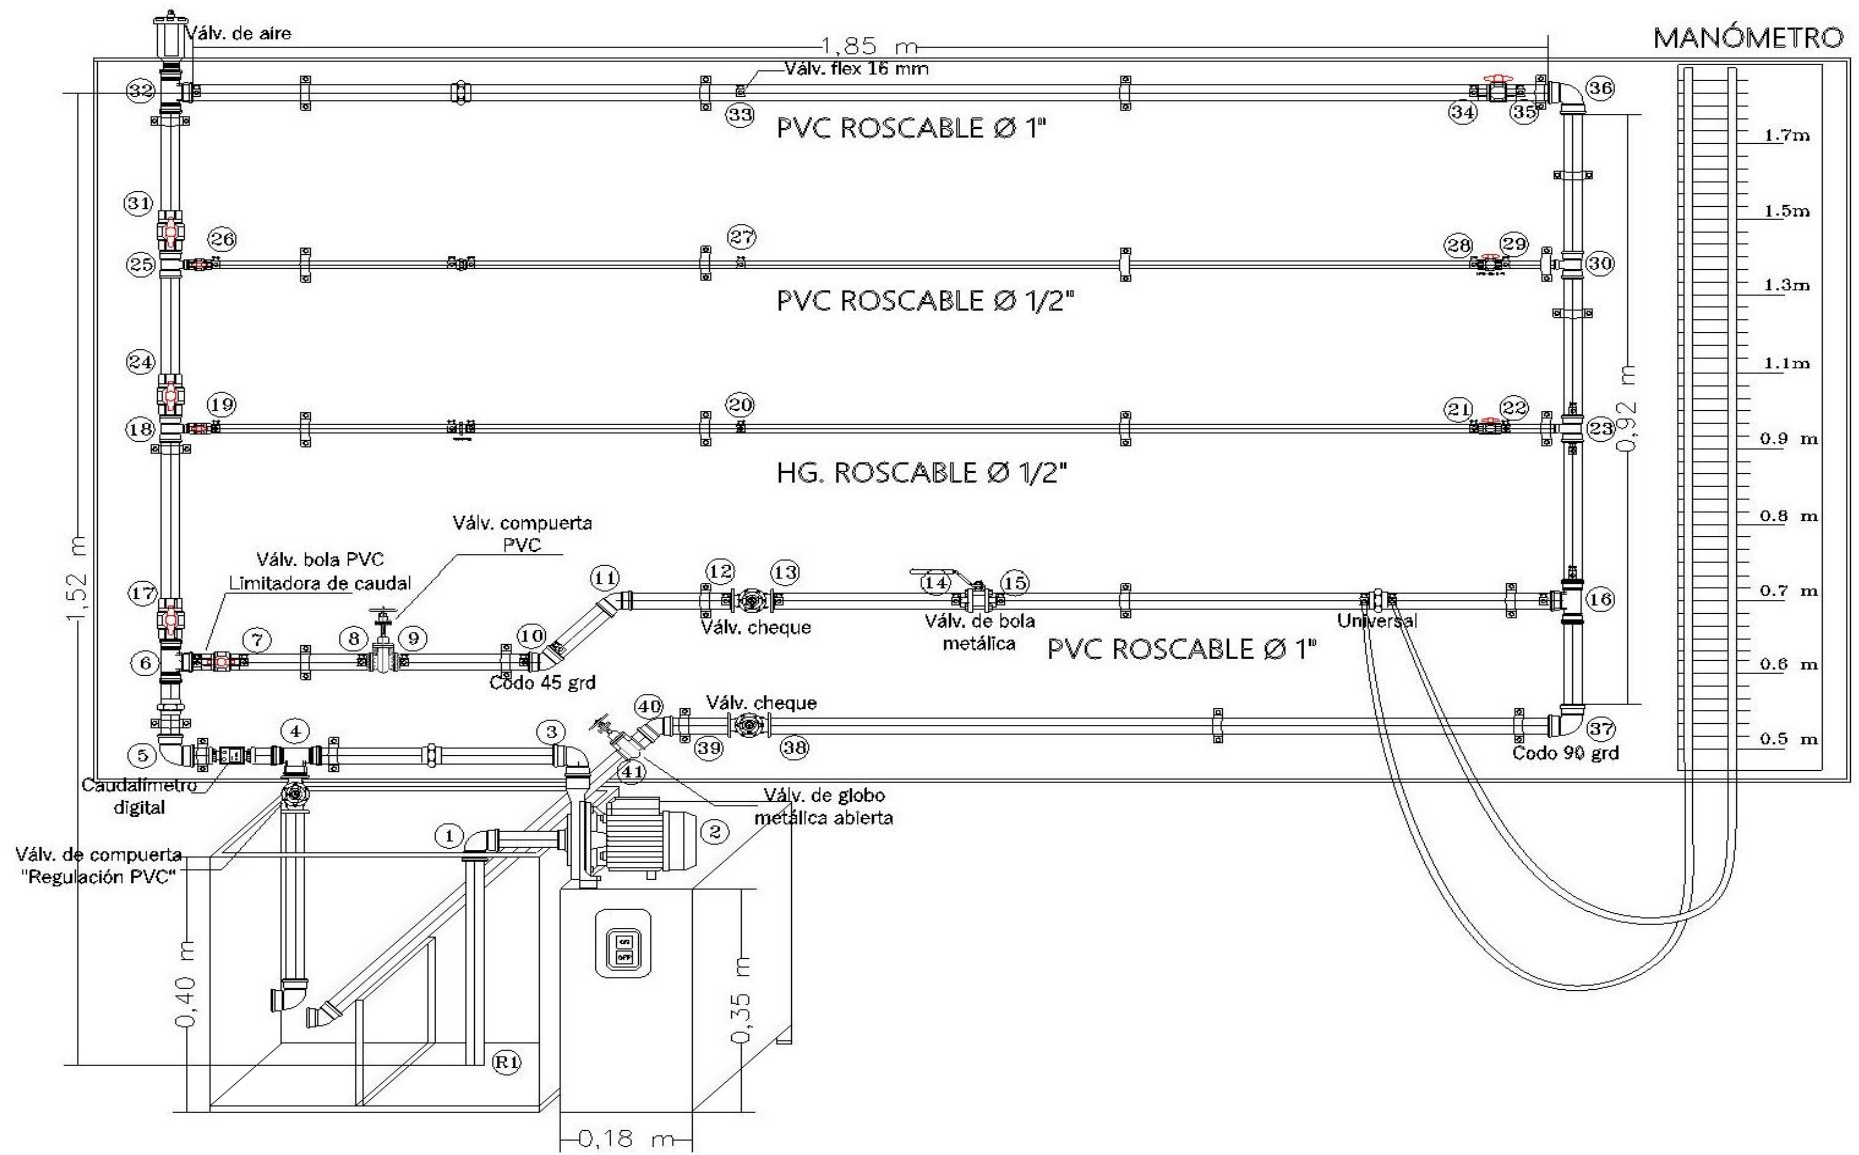 Válv. de aire
1,85 m
MANÓMETRO
Válv. flex 16 mm
32
33
34
35
36
PVC ROSCABLE Ø 1"
1.7m
31
1.5m
26
27
28
29
25
30
PVC ROSCABLE Ø 1/2"
1.3m
24
1.1m
19
20
21
22
18
23
0,92 m
0.9 m
HG. ROSCABLE Ø 1/2"
Válv. compuerta
PVC
0.8 m
1,52 m
Válv. bola PVC
Limitadora de caudal
17
11
12
13
14
15
0.7 m
16
Válv. cheque
Válv. de bola
metálica
Universal
7
8
9
10
6
PVC ROSCABLE Ø 1"
0.6 m
Codo 45 grd
Válv. cheque
40
4
3
5
39
38
37
0.5 m
Codo 90 grd
41
Caudalímetro
digital
Válv. de globo
metálica abierta
1
2
Válv. de compuerta
"Regulación PVC"
ON
OFF
0,40 m
0,35 m
R1
0,18 m